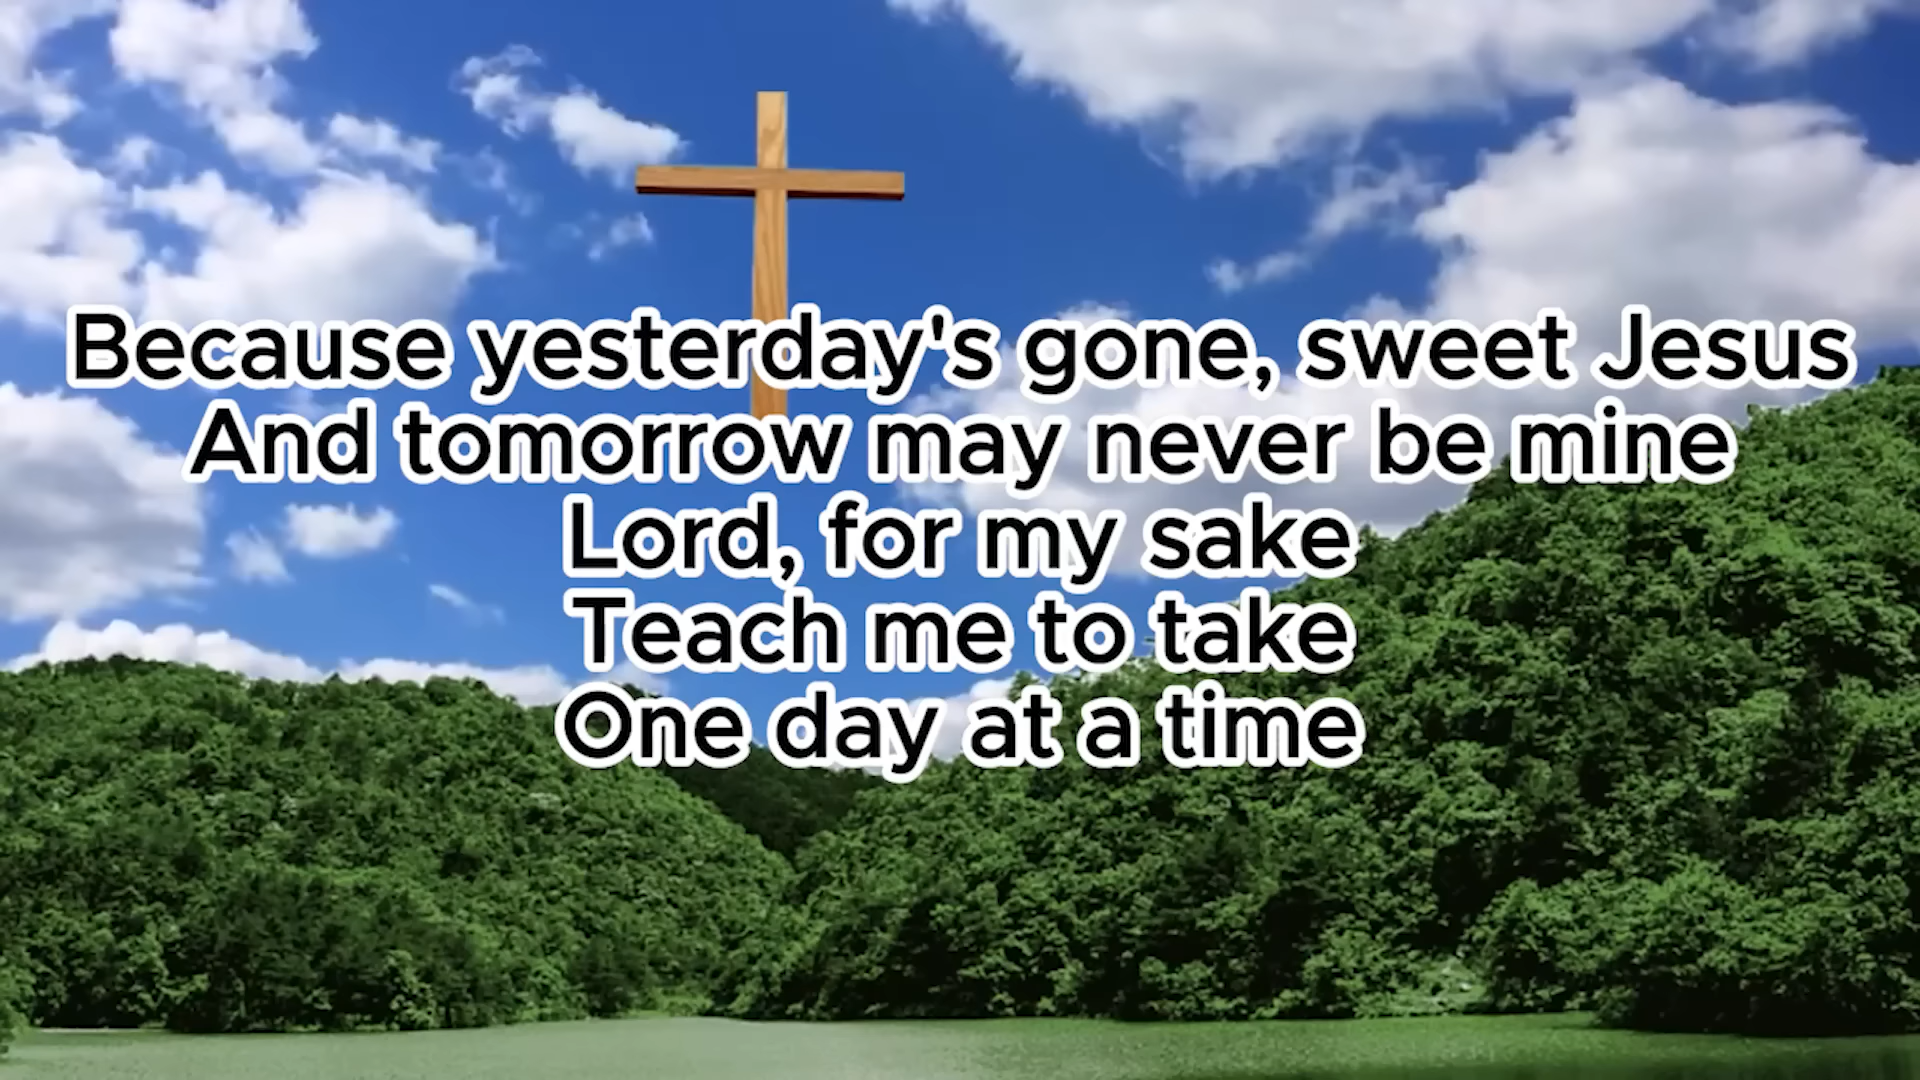 Because yesterday's gone, sweet Jesus
And tomorrow may never be mine
Lord, for my sake
Teach me to take
One day at a time